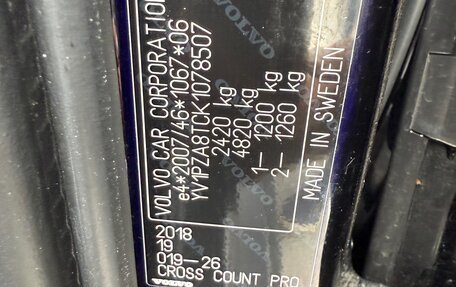 VOLVO CAR CORPORATION
e4*2007/46*1067*06
YV1PZA8TCK1078507
2420 kg
4820 kg
1– 1200 kg
2– 1260 kg
MADE IN SWEDEN
2018
19
019–26
CROSS COUNT PRO
VOLVO
VOLVO